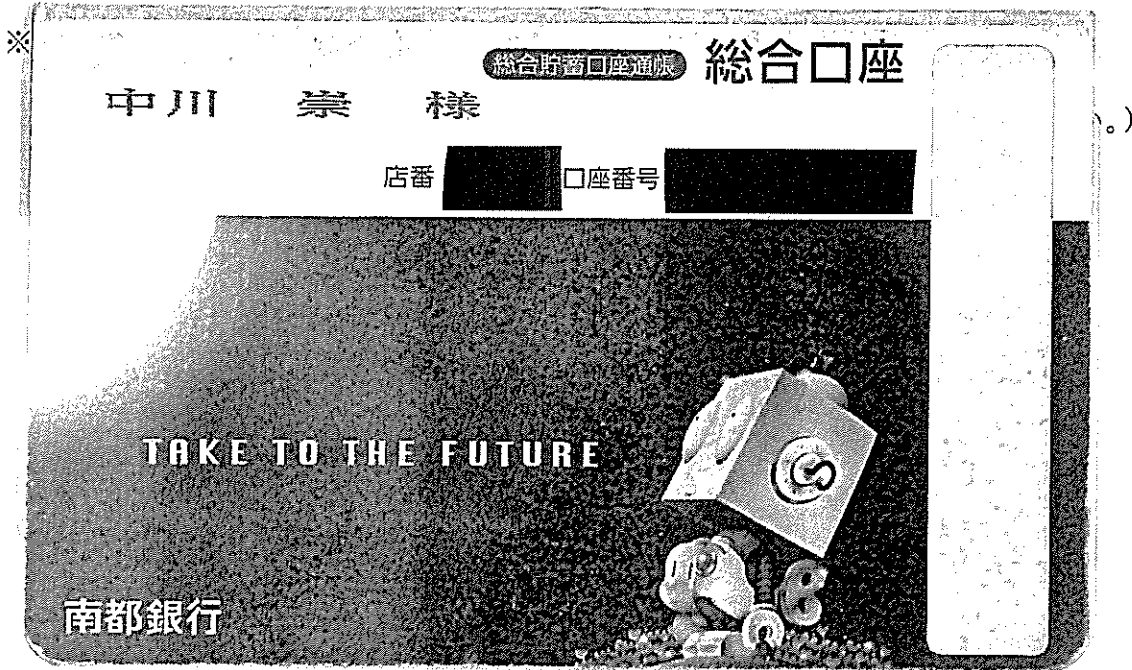 ※
総合貯蓄口座通帳 総合口座
中川 崇 様
。)
店番 口座番号
TAKE TO THE FUTURE
南都銀行